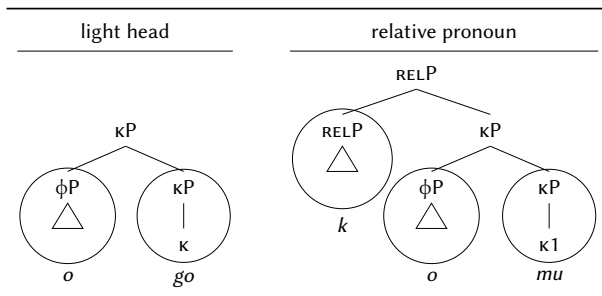 light head relative pronoun
RELP
κP RELP κP
ϕP κP k ϕP κP
κ κ1
o go o mu